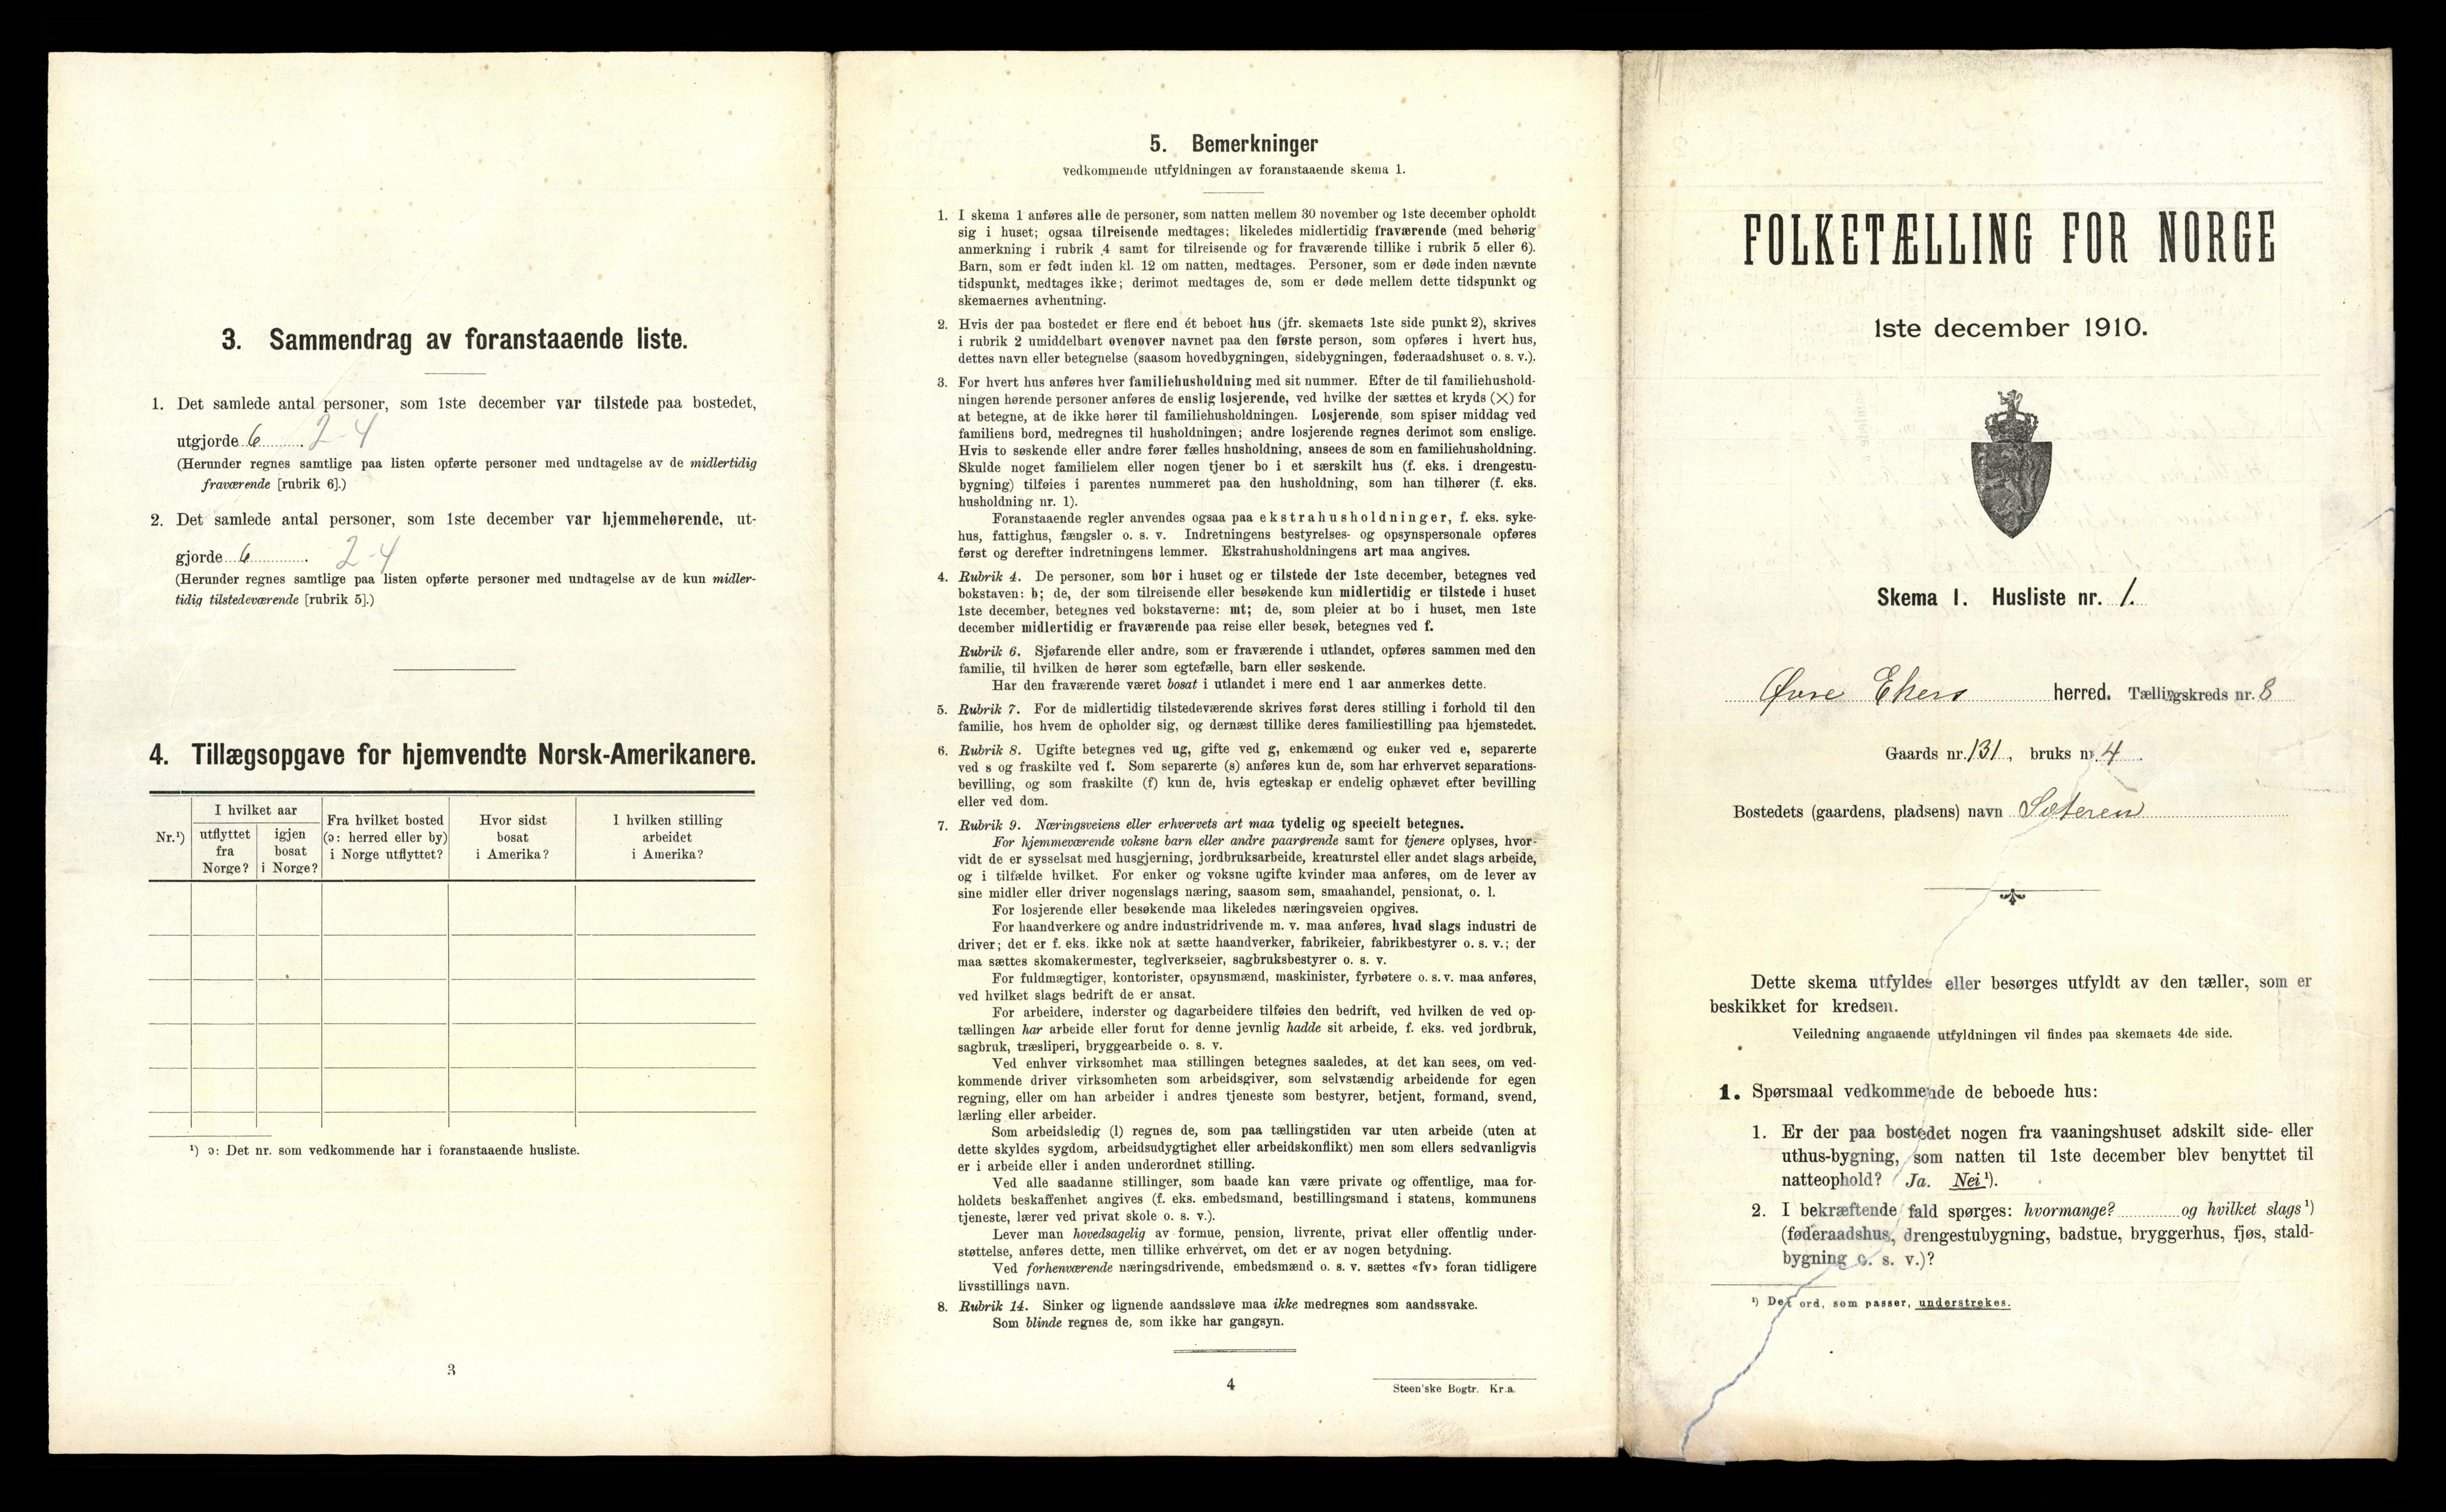 3. Sammendrag av foranstaaende liste.
1. Det samlede antal personer, som 1ste december var tilstede paa bostedet,
utgjorde 6 . 2-4
(Herunder regnes samtlige paa listen opførte personer med undtagelse av de midlertidig
fraværende [rubrik 6].)
2. Det samlede antal personer, som 1ste december var hjemmehørende, ut-
gjorde 6 . 2-4
(Herunder regnes samtlige paa listen opførte personer med undtagelse av de kun midler-
tidig tilstedeværende [rubrik 5].)
4. Tillægsopgave for hjemvendte Norsk-Amerikanere.
Nr.¹)
I hvilket aar
utflyttet
fra
Norge?
igjen
bosat
i Norge?
Fra hvilket bosted
(ɔ: herred eller by)
i Norge utflyttet?
Hvor sidst
bosat
i Amerika?
I hvilken stilling
arbeidet
i Amerika?
¹) ɔ: Det nr. som vedkommende har i foranstaaende husliste.
3
5. Bemerkninger
vedkommende utfyldningen av foranstaaende skema 1.
1. I skema 1 anføres alle de personer, som natten mellem 30 november og 1ste december opholdt
sig i huset; ogsaa tilreisende medtages; likeledes midlertidig fraværende (med behørig
anmerkning i rubrik 4 samt for tilreisende og for fraværende tillike i rubrik 5 eller 6).
Barn, som er født inden kl. 12 om natten, medtages. Personer, som er døde inden nævnte
tidspunkt, medtages ikke; derimot medtages de, som er døde mellem dette tidspunkt og
skemaernes avhentning.
2. Hvis der paa bostedet er flere end ét beboet hus (jfr. skemaets 1ste side punkt 2), skrives
i rubrik 2 umiddelbart ovenover navnet paa den første person, som opføres i hvert hus,
dettes navn eller betegnelse (saasom hovedbygningen, sidebygningen, føderaadshuset o. s. v.).
3. For hvert hus anføres hver familiehusholdning med sit nummer. Efter de til familiehushold-
ningen hørende personer anføres de enslig losjerende, ved hvilke der sættes et kryds (×) for
at betegne, at de ikke hører til familiehusholdningen. Losjerende, som spiser middag ved
familiens bord, medregnes til husholdningen; andre losjerende regnes derimot som enslige.
Hvis to søskende eller andre fører fælles husholdning, ansees de som en familiehusholdning.
Skulde noget familielem eller nogen tjener bo i et særskilt hus (f. eks. i drengestu-
bygning) tilføies i parentes nummeret paa den husholdning, som han tilhører (f. eks.
husholdning nr. 1).
Foranstaaende regler anvendes ogsaa paa ekstrahusholdninger, f. eks. syke-
hus, fattighus, fængsler o. s. v. Indretningens bestyrelses- og opsynspersonale opføres
først og derefter indretningens lemmer. Ekstrahusholdningens art maa angives.
4. Rubrik 4. De personer, som bor i huset og er tilstede der 1ste december, betegnes ved
bokstaven: b; de, der som tilreisende eller besøkende kun midlertidig er tilstede i huset
1ste december, betegnes ved bokstaverne: mt; de, som pleier at bo i huset, men 1ste
december midlertidig er fraværende paa reise eller besøk, betegnes ved f.
Rubrik 6. Sjøfarende eller andre, som er fraværende i utlandet, opføres sammen med den
familie, til hvilken de hører som egtefælle, barn eller søskende.
Har den fraværende været bosat i utlandet i mere end 1 aar anmerkes dette.
5. Rubrik 7. For de midlertidig tilstedeværende skrives først deres stilling i forhold til den
familie, hos hvem de opholder sig, og dernæst tillike deres familiestilling paa hjemstedet.
6. Rubrik 8. Ugifte betegnes ved ug, gifte ved g, enkemænd og enker ved e, separerte
ved s og fraskilte ved f. Som separerte (s) anføres kun de, som har erhvervet separations-
bevilling, og som fraskilte (f) kun de, hvis egteskap er endelig ophævet efter bevilling
eller ved dom.
7. Rubrik 9. Næringsveiens eller erhvervets art maa tydelig og specielt betegnes.
For hjemmeværende voksne barn eller andre paarørende samt for tjenere oplyses, hvor-
vidt de er sysselsat med husgjerning, jordbruksarbeide, kreaturstel eller andet slags arbeide,
og i tilfælde hvilket. For enker og voksne ugifte kvinder maa anføres, om de lever av
sine midler eller driver nogenslags næring, saasom søm, smaahandel, pensionat, o. l.
For losjerende eller besøkende maa likeledes næringsveien opgives.
For haandverkere og andre industridrivende m. v. maa anføres, hvad slags industri de
driver; det er f. eks. ikke nok at sætte haandverker, fabrikeier, fabrikbestyrer o. s. v.; der
maa sættes skomakermester, teglverkseier, sagbruksbestyrer o. s. v.
For fuldmægtiger, kontorister, opsynsmænd, maskinister, fyrbøtere o. s. v. maa anføres,
ved hvilket slags bedrift de er ansat.
For arbeidere, inderster og dagarbeidere tilføies den bedrift, ved hvilken de ved op-
tællingen har arbeide eller forut for denne jevnlig hadde sit arbeide, f. eks. ved jordbruk,
sagbruk, træsliperi, bryggearbeide o. s. v.
Ved enhver virksomhet maa stillingen betegnes saaledes, at det kan sees, om ved-
kommende driver virksomheten som arbeidsgiver, som selvstændig arbeidende for egen
regning, eller om han arbeider i andres tjeneste som bestyrer, betjent, formand, svend,
lærling eller arbeider.
Som arbeidsledig (l) regnes de, som paa tællingstiden var uten arbeide (uten at
dette skyldes sygdom, arbeidsudygtighet eller arbeidskonflikt) men som ellers sedvanligvis
er i arbeide eller i anden underordnet stilling.
Ved alle saadanne stillinger, som baade kan være private og offentlige, maa for-
holdets beskaffenhet angives (f. eks. embedsmand, bestillingsmand i statens, kommunens
tjeneste, lærer ved privat skole o. s. v.).
Lever man hovedsagelig av formue, pension, livrente, privat eller offentlig under-
støttelse, anføres dette, men tillike erhvervet, om det er av nogen betydning.
Ved forhenværende næringsdrivende, embedsmænd o. s. v. sættes «fv» foran tidligere
livsstillings navn.
8. Rubrik 14. Sinker og lignende aandssløve maa ikke medregnes som aandssvake.
Som blinde regnes de, som ikke har gangsyn.
4
Steen'ske Bogtr. Kr.a.
FOLKETÆLLING FOR NORGE
1ste december 1910.
Skema 1. Husliste nr. 1.
Øvre Ekers herred. Tællingskreds nr. 8
Gaards nr. 131, bruks nr. 4.
Bostedets (gaardens, pladsens) navn Sæteren
Dette skema utfyldes eller besørges utfyldt av den tæller, som er
beskikket for kredsen.
Veiledning angaaende utfyldningen vil findes paa skemaets 4de side.
1. Spørsmaal vedkommende de beboede hus:
1. Er der paa bostedet nogen fra vaaningshuset adskilt side- eller
uthus-bygning, som natten til 1ste december blev benyttet til
natteophold? Ja. Nei¹).
2. I bekræftende fald spørges: hvormange? og hvilket slags¹)
(føderaadshus, drengestubygning, badstue, bryggerhus, fjøs, stald-
bygning o. s. v.)?
¹) Det ord, som passer, understrekes.